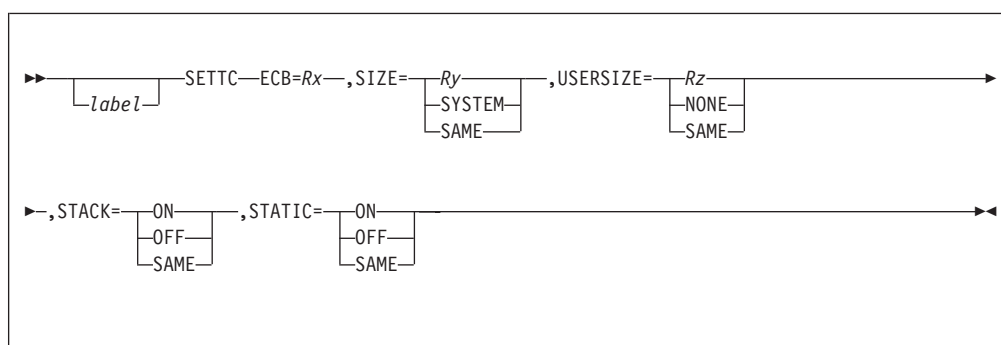 SETTC ECB=Rx ,SIZE= Ry ,USERSIZE= Rz
label SYSTEM NONE
SAME SAME
,STACK= ON ,STATIC= ON
OFF OFF
SAME SAME